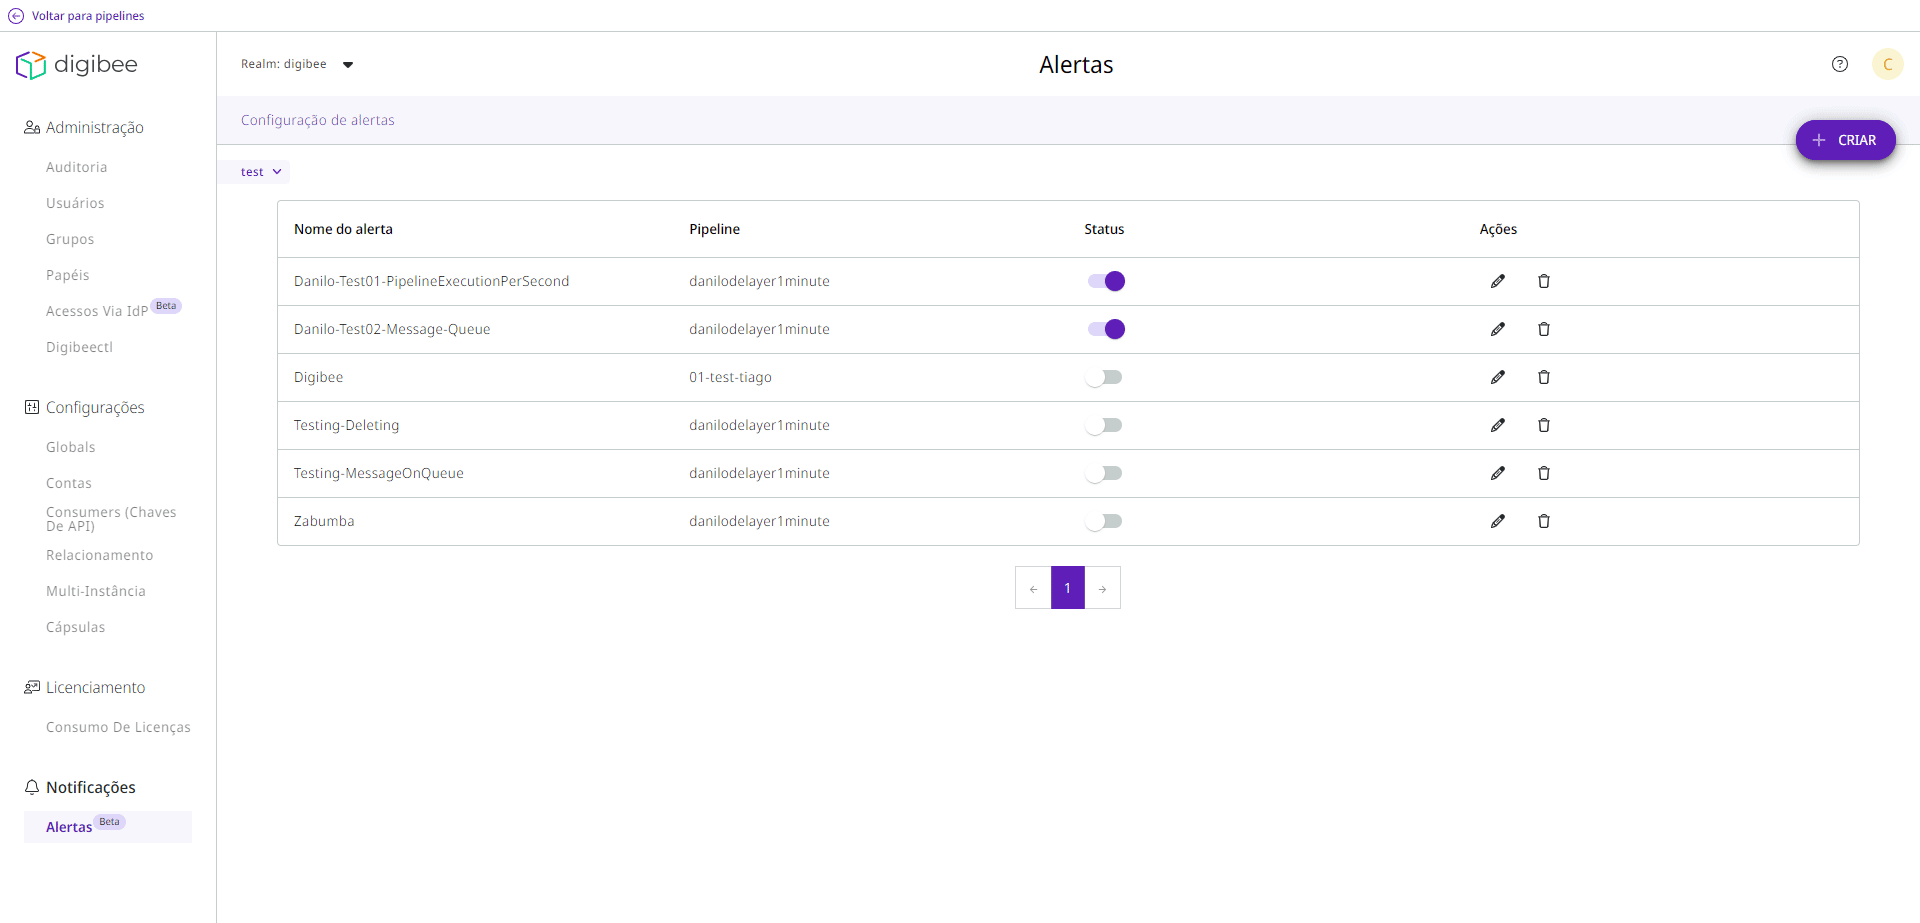 Voltar para pipelines
digibee
Realm: digibee
Alertas
C
Configuração de alertas
CRIAR
test
Administração
Auditoria
Usuários
Grupos
Papéis
Acessos Via IdP Beta
Digibeectl
Configurações
Globals
Contas
Consumers (Chaves
De API)
Relacionamento
Multi-Instância
Cápsulas
Licenciamento
Consumo De Licenças
Notificações
Alertas Beta
Nome do alerta Pipeline Status Ações
Danilo-Test01-PipelineExecutionPerSecond danilodelayer1minute
Danilo-Test02-Message-Queue danilodelayer1minute
Digibee 01-test-tiago
Testing-Deleting danilodelayer1minute
Testing-MessageOnQueue danilodelayer1minute
Zabumba danilodelayer1minute
1